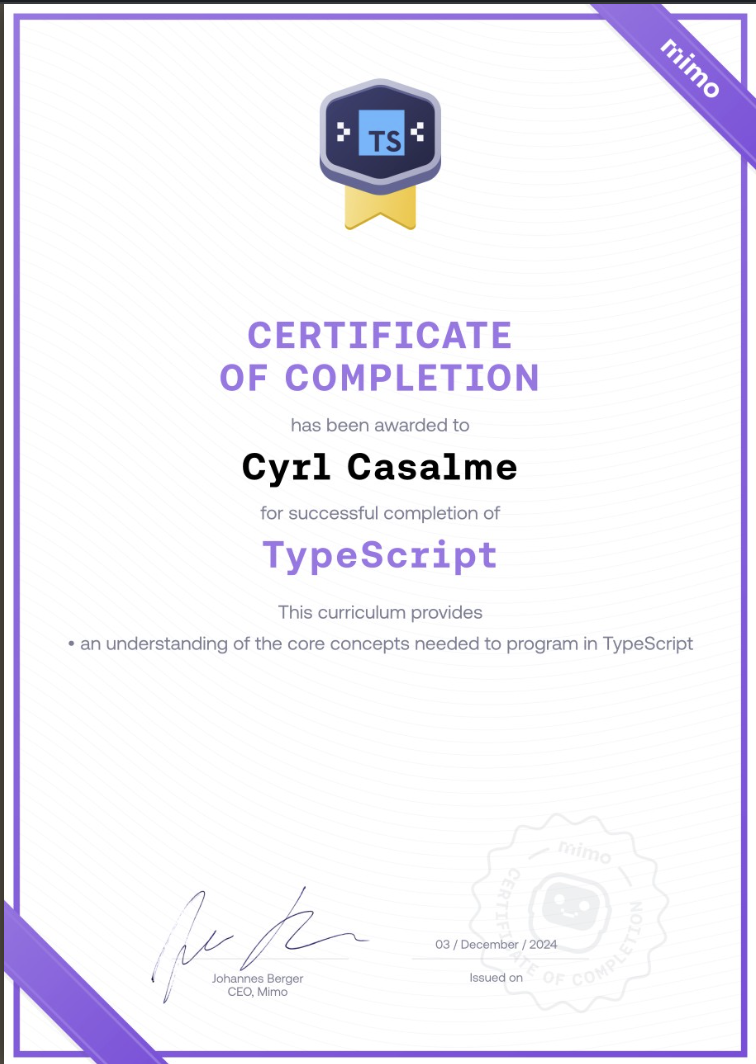 mimo
TS
CERTIFICATE
OF COMPLETION
has been awarded to
Cyrl Casalme
for successful completion of
TypeScript
This curriculum provides
• an understanding of the core concepts needed to program in TypeScript
mimo
CERTIFICATE OF COMPLETION
03 / December / 2024
Johannes Berger
CEO, Mimo
Issued on